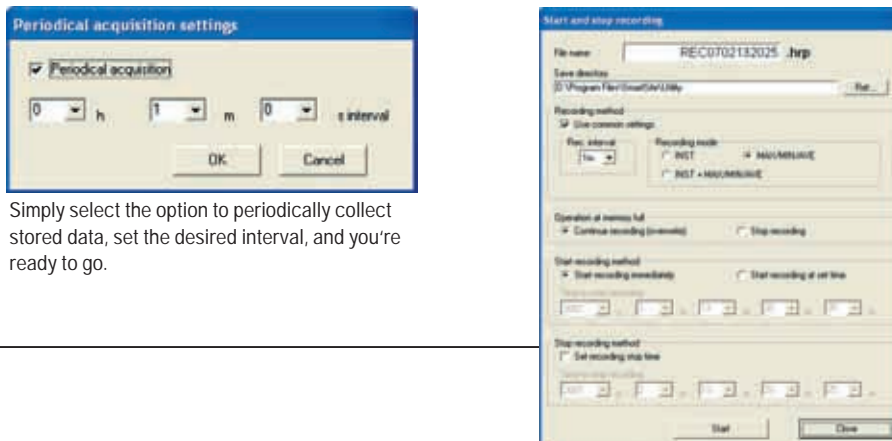 Periodical acquisition settings
Periodical acquisition
0 h 1 m 0 s interval
OK Cancel
Simply select the option to periodically collect
stored data, set the desired interval, and you're
ready to go.
Start and stop recording
File name REC0702132025 .hrp
Save directory
D:\Program Files\SmartSite\Utility Ref...
Recording method
Use common settings
Rec. interval Recording mode
INST MAX/MIN/AVE
INST + MAX/MIN/AVE
Operation at memory full
Continue recording (overwrite) Stop recording
Start recording method
Start recording immediately Start recording at set time
Stop recording method
Set recording stop time
Start Close